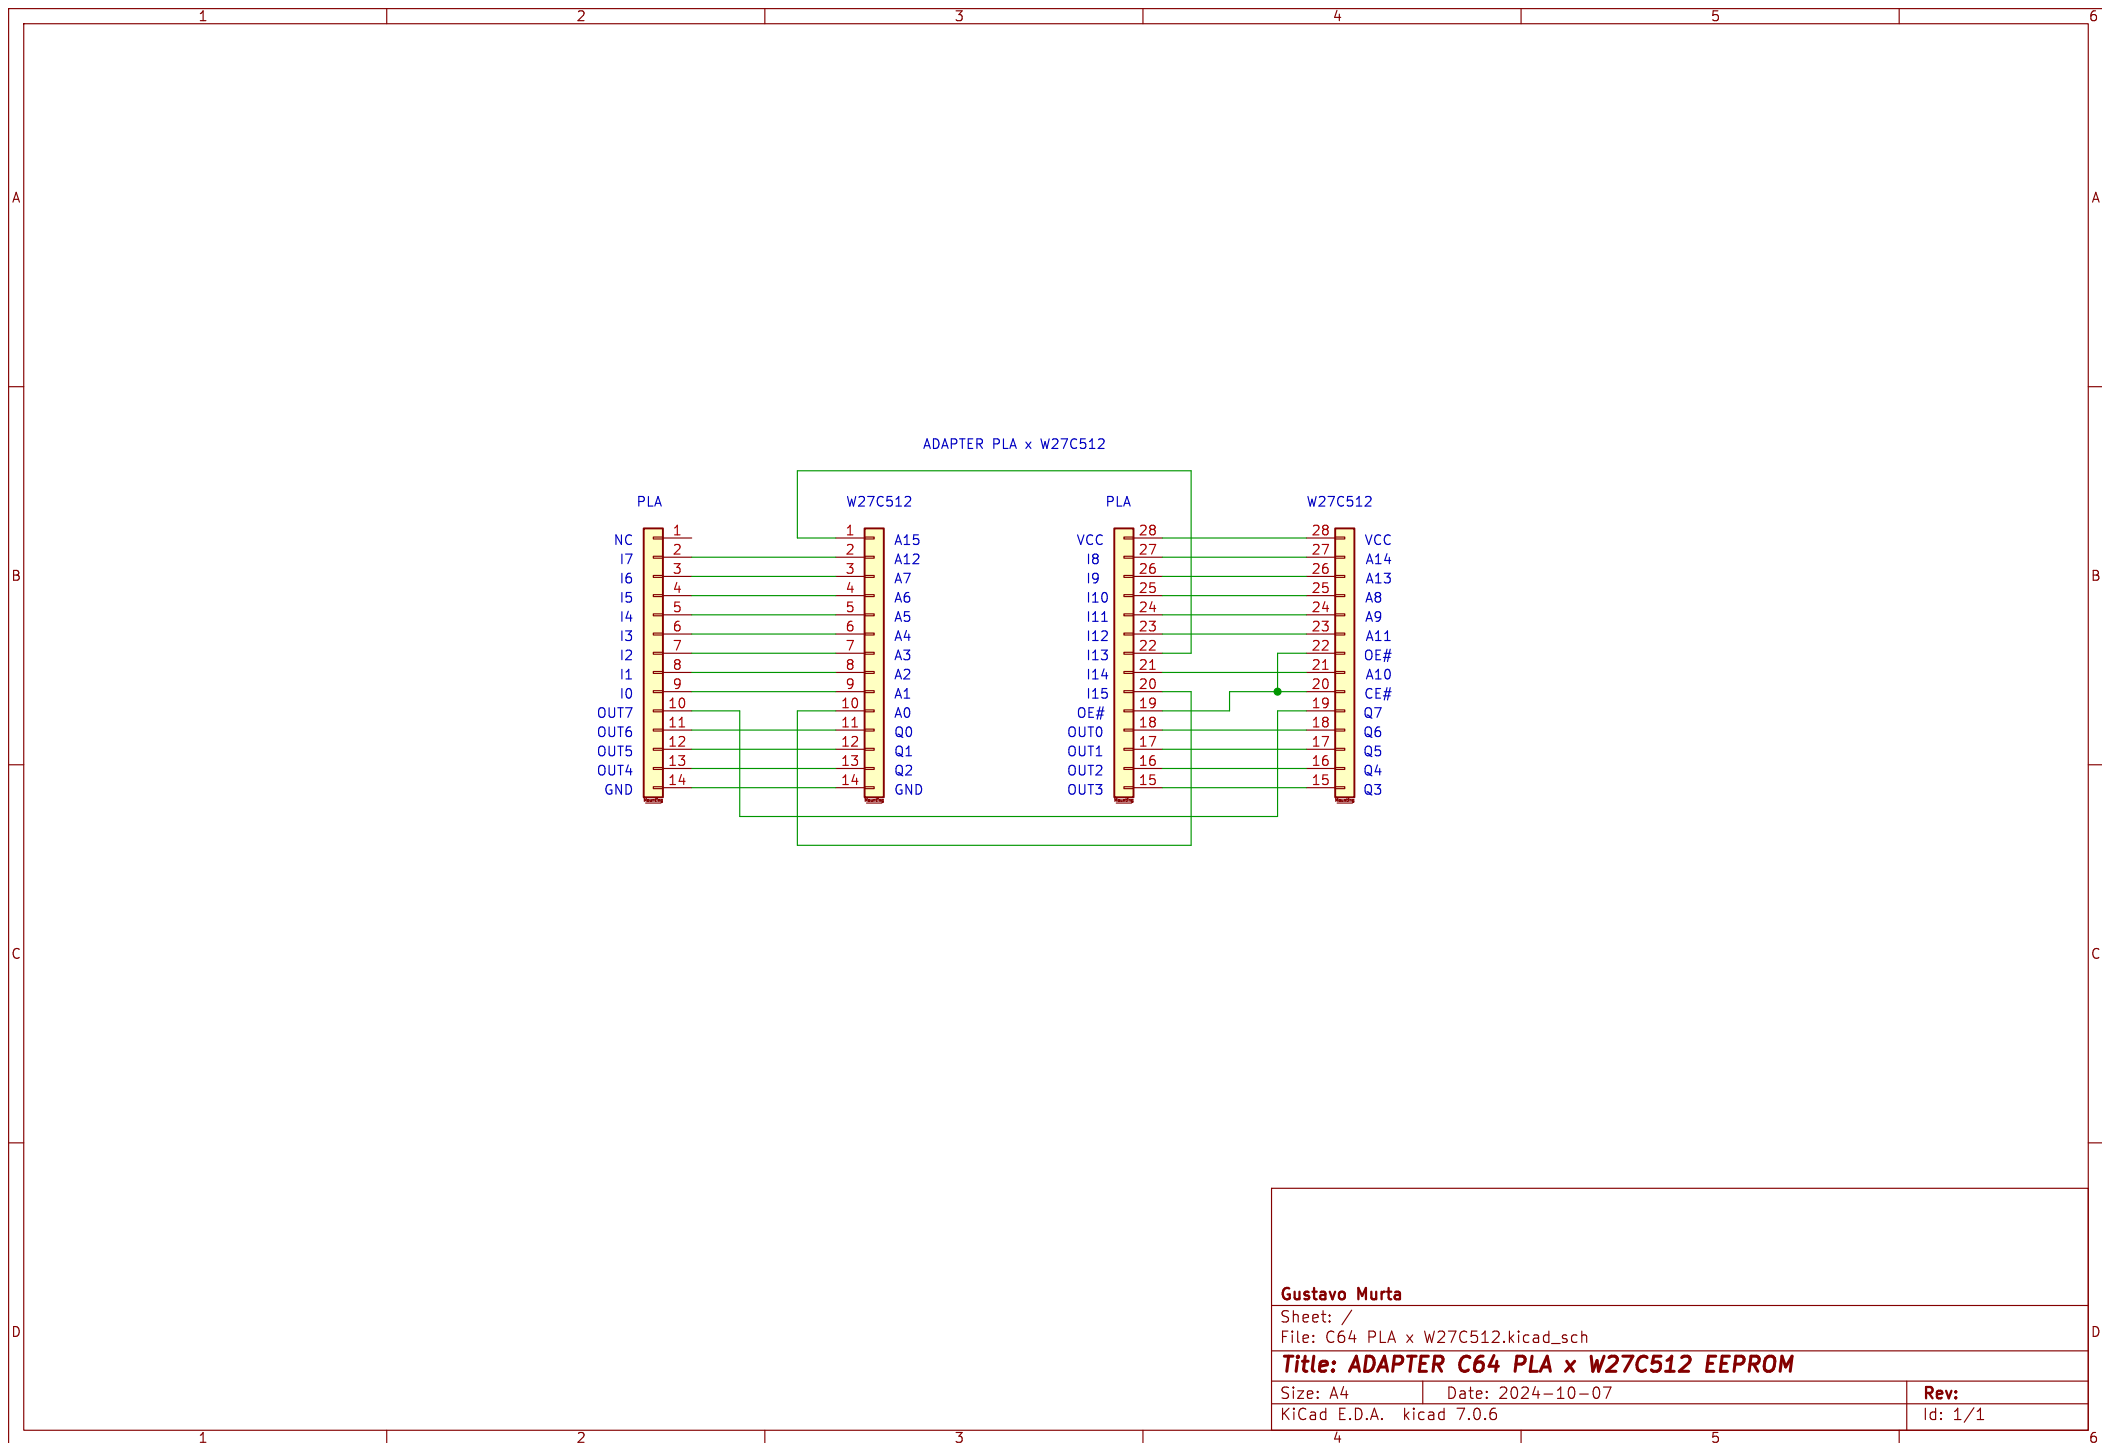 1 2 3 4 5 6
A A
ADAPTER PLA x W27C512
PLA W27C512 PLA W27C512
NC 1 1 A15 VCC 28 28 VCC
I7 2 2 A12 I8 27 27 A14
B I6 3 3 A7 I9 26 26 A13 B
I5 4 4 A6 I10 25 25 A8
I4 5 5 A5 I11 24 24 A9
I3 6 6 A4 I12 23 23 A11
I2 7 7 A3 I13 22 22 OE#
I1 8 8 A2 I14 21 21 A10
I0 9 9 A1 I15 20 20 CE#
OUT7 10 10 A0 OE# 19 19 Q7
OUT6 11 11 Q0 OUT0 18 18 Q6
OUT5 12 12 Q1 OUT1 17 17 Q5
OUT4 13 13 Q2 OUT2 16 16 Q4
GND 14 14 GND OUT3 15 15 Q3
C C
Gustavo Murta
Sheet: /
D D
File: C64 PLA x W27C512.kicad_sch
Title: ADAPTER C64 PLA x W27C512 EEPROM
Size: A4 Date: 2024-10-07 Rev:
KiCad E.D.A. kicad 7.0.6 Id: 1/1
1 2 3 4 5 6